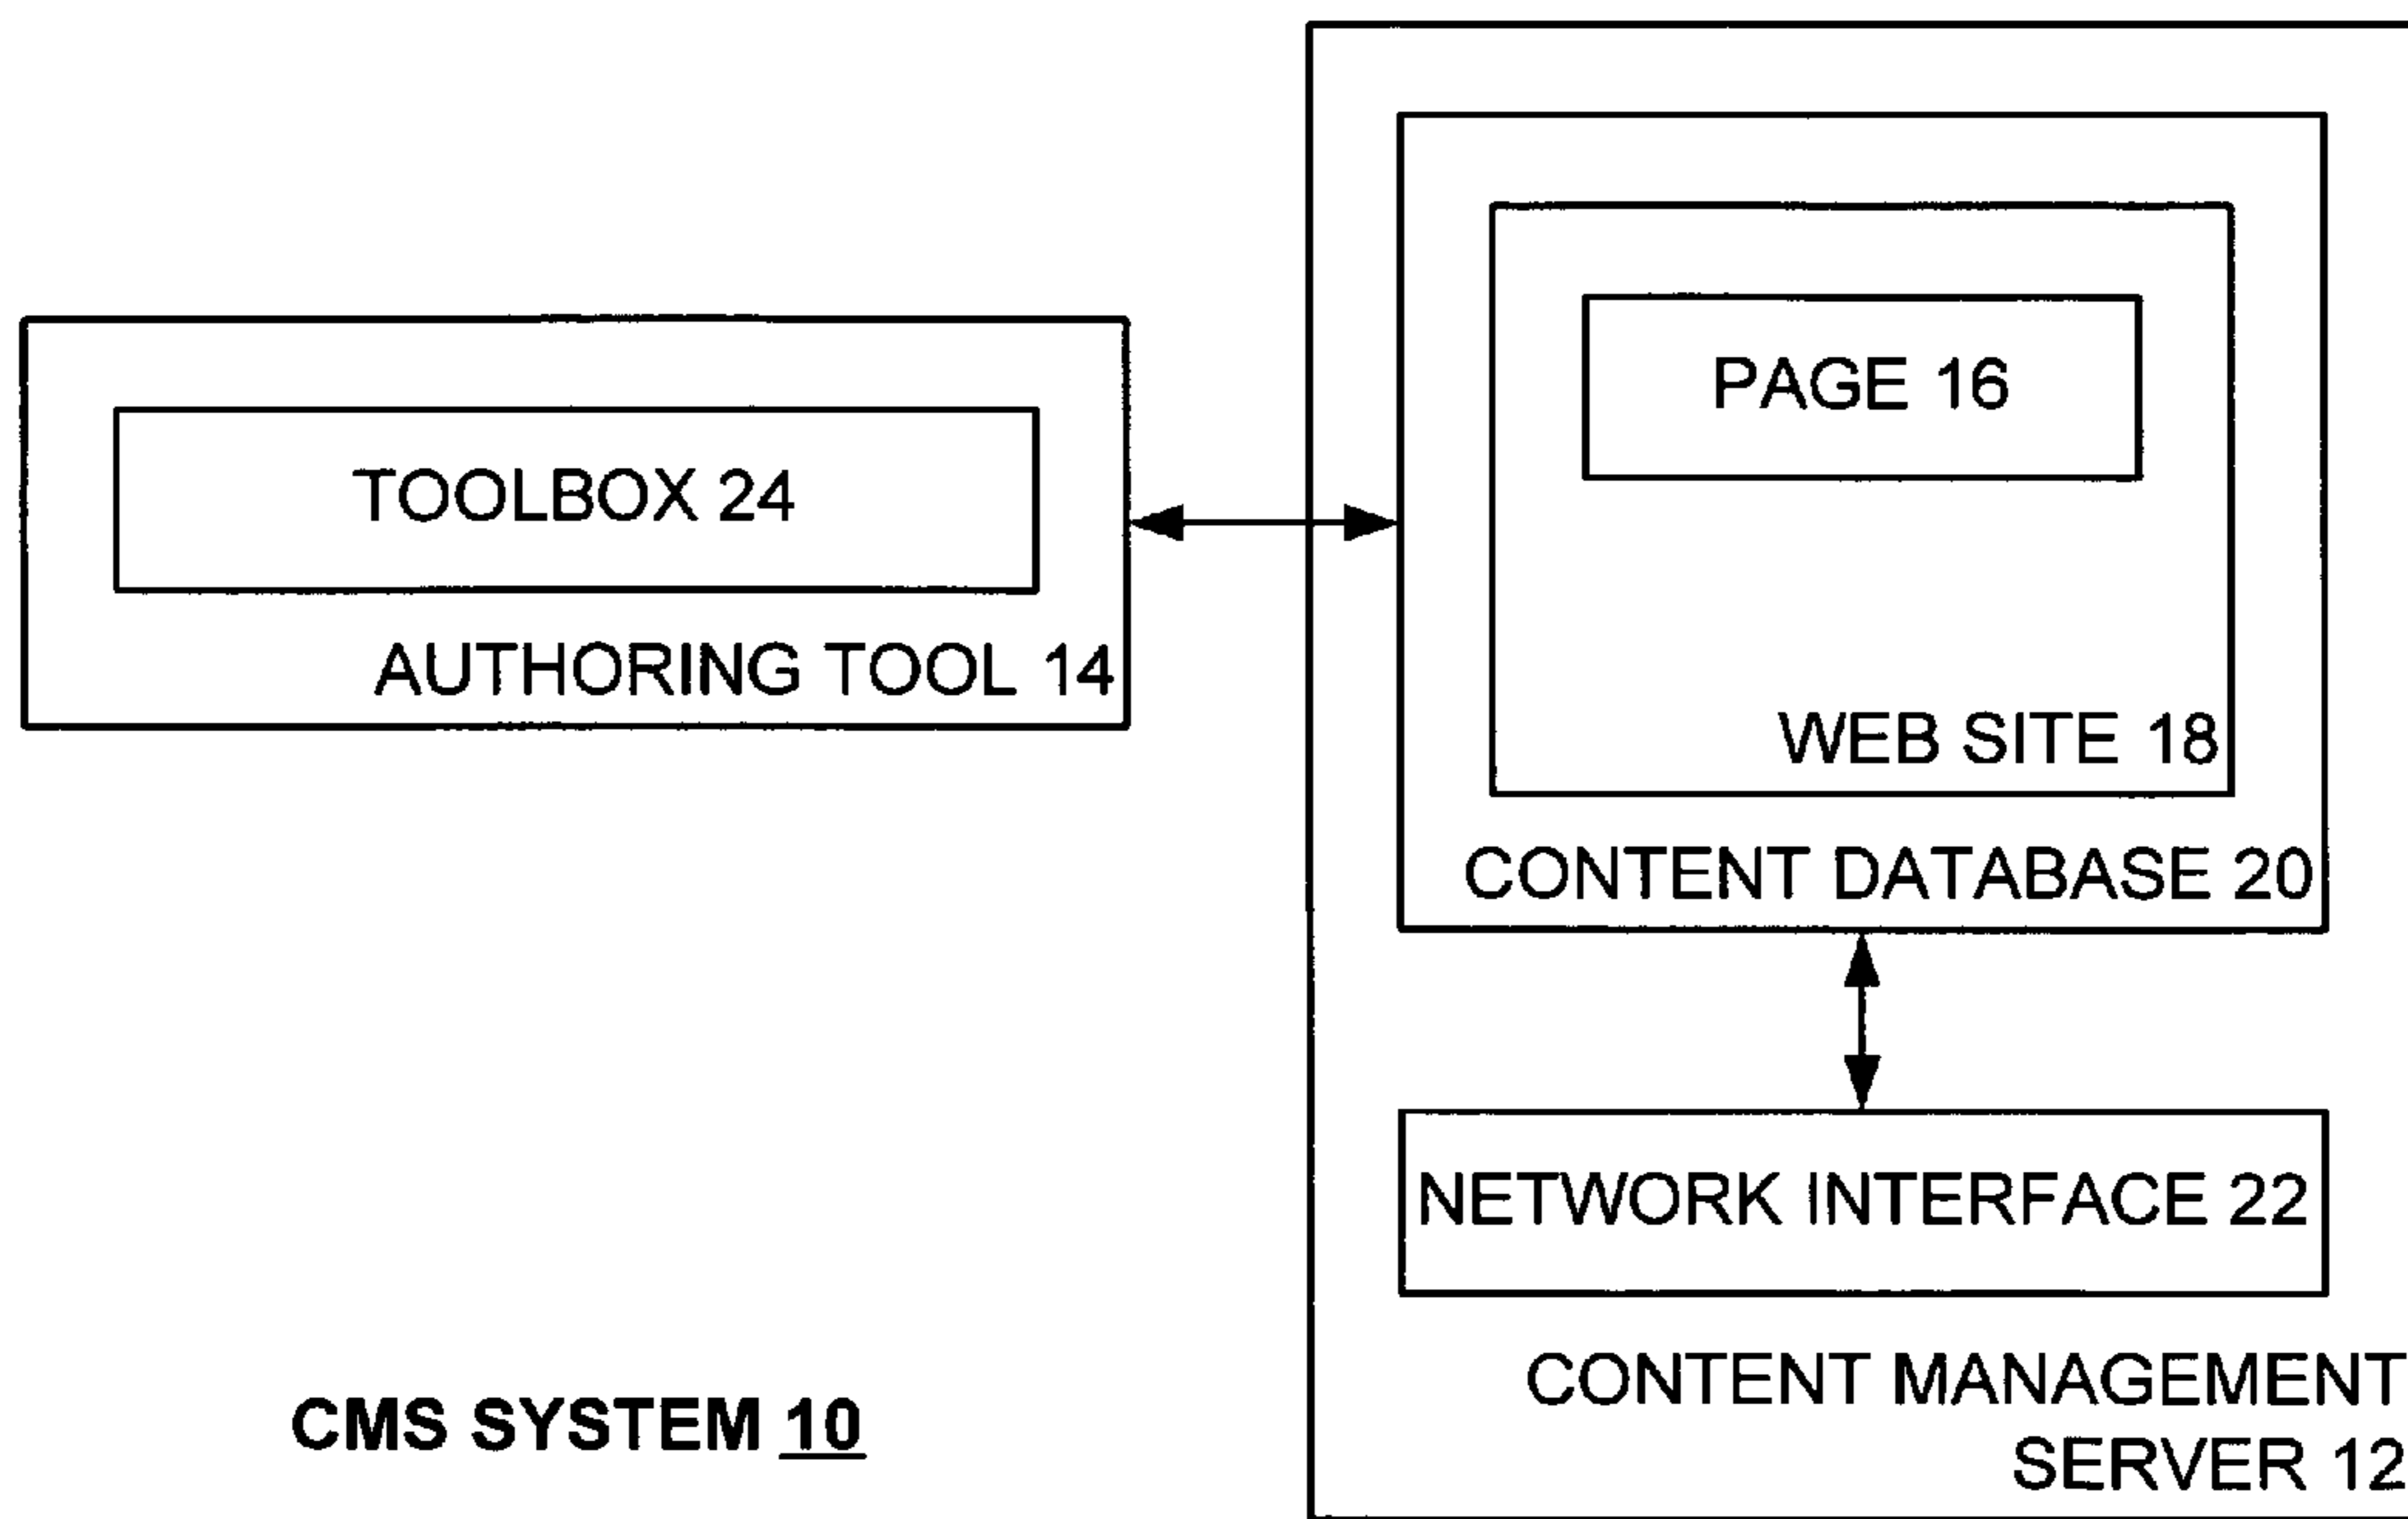 PAGE 16
TOOLBOX 24
AUTHORING TOOL 14
WEB SITE 18
CONTENT DATABASE 20
NETWORK INTERFACE 22
CONTENT MANAGEMENT
SERVER 12
CMS SYSTEM 10